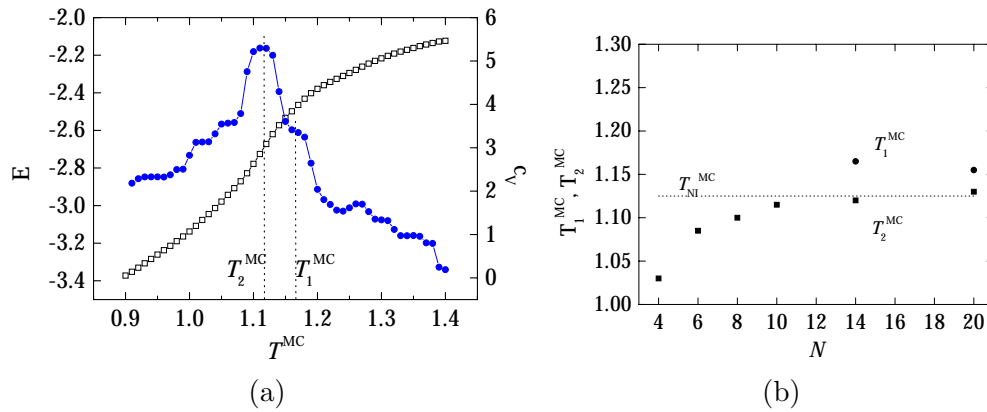 -2.0
-2.2
-2.4
-2.6
-2.8
-3.0
-3.2
-3.4
E
0.9 1.0 1.1 1.2 1.3 1.4
T^MC
6
5
4
3
2
1
0
c_v
T_2^MC T_1^MC
(a)
1.30
1.25
1.20
1.15
1.10
1.05
1.00
T_1^MC, T_2^MC
T_1^MC
T_NI^MC
T_2^MC
4 6 8 10 12 14 16 18 20
N
(b)